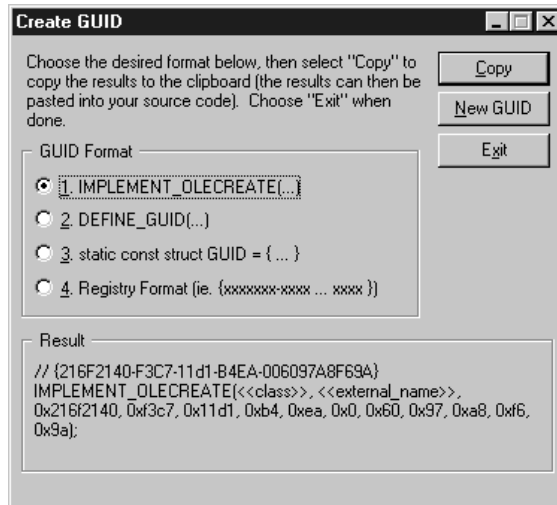 Create GUID
Choose the desired format below, then select "Copy" to
copy the results to the clipboard (the results can then be
pasted into your source code). Choose "Exit" when
done.
Copy
New GUID
Exit
GUID Format
1. IMPLEMENT_OLECREATE(...)
2. DEFINE_GUID(...)
3. static const struct GUID = { ... }
4. Registry Format (ie. {xxxxxxx-xxxx ... xxxx })
Result
// {216F2140-F3C7-11d1-B4EA-006097A8F69A}
IMPLEMENT_OLECREATE(<<class>>, <<external_name>>,
0x216f2140, 0xf3c7, 0x11d1, 0xb4, 0xea, 0x0, 0x60, 0x97, 0xa8, 0xf6,
0x9a);